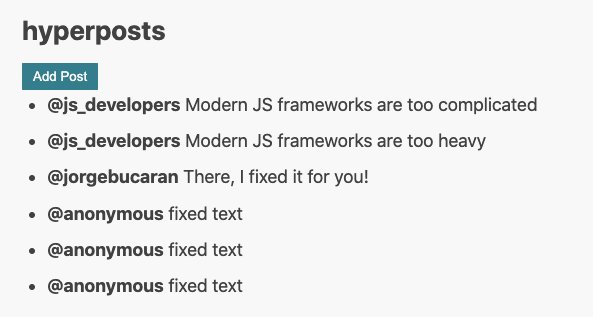 hyperposts
Add Post
@js_developers Modern JS frameworks are too complicated
@js_developers Modern JS frameworks are too heavy
@jorgebucaran There, I fixed it for you!
@anonymous fixed text
@anonymous fixed text
@anonymous fixed text